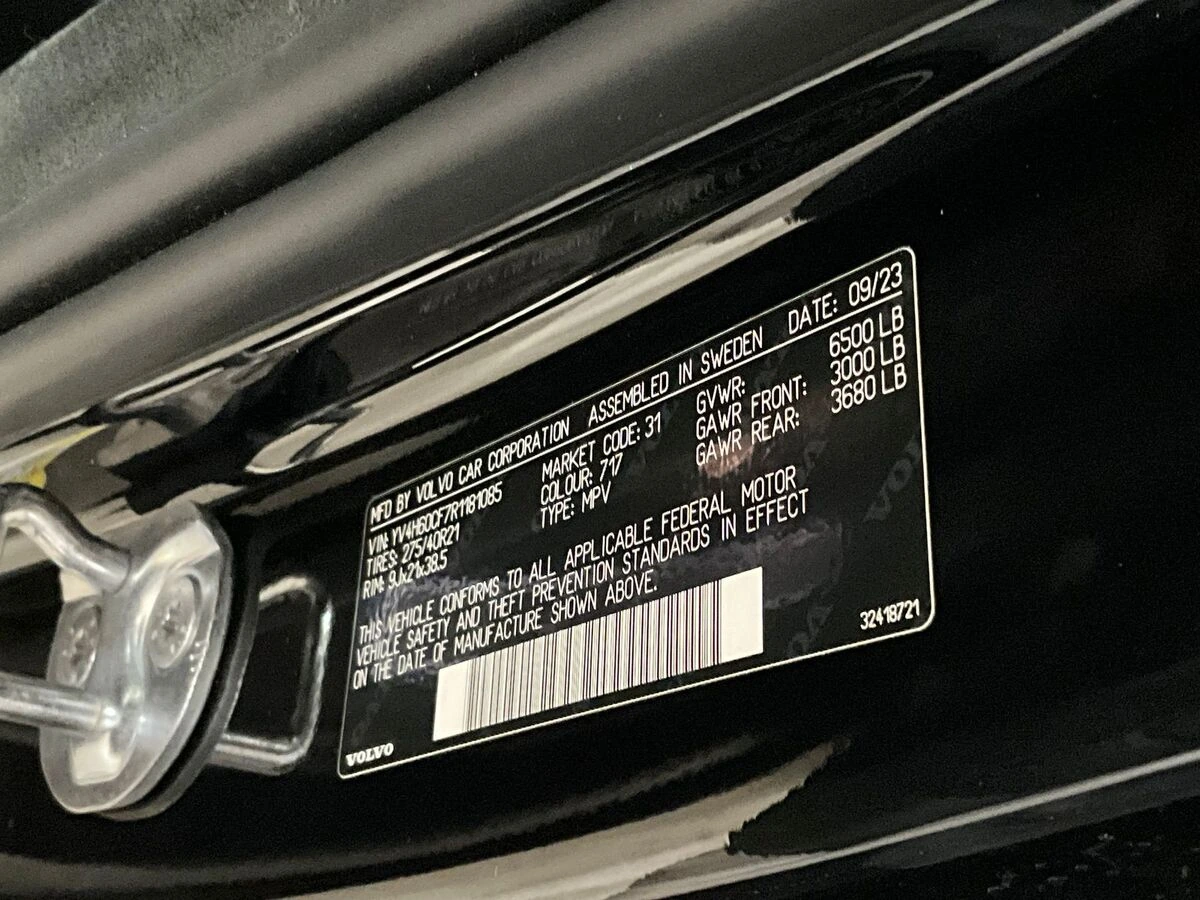 MFD BY VOLVO CAR CORPORATION ASSEMBLED IN SWEDEN DATE: 09/23
VIN: YV4H60CF7R1181085 MARKET CODE: 31 GVWR: 6500 LB
TIRES: 275/40R21 COLOUR: 717 GAWR FRONT: 3000 LB
RIM: 9Jx21x38.5 TYPE: MPV GAWR REAR: 3680 LB
THIS VEHICLE CONFORMS TO ALL APPLICABLE FEDERAL MOTOR
VEHICLE SAFETY AND THEFT PREVENTION STANDARDS IN EFFECT
ON THE DATE OF MANUFACTURE SHOWN ABOVE.
32418721
VOLVO